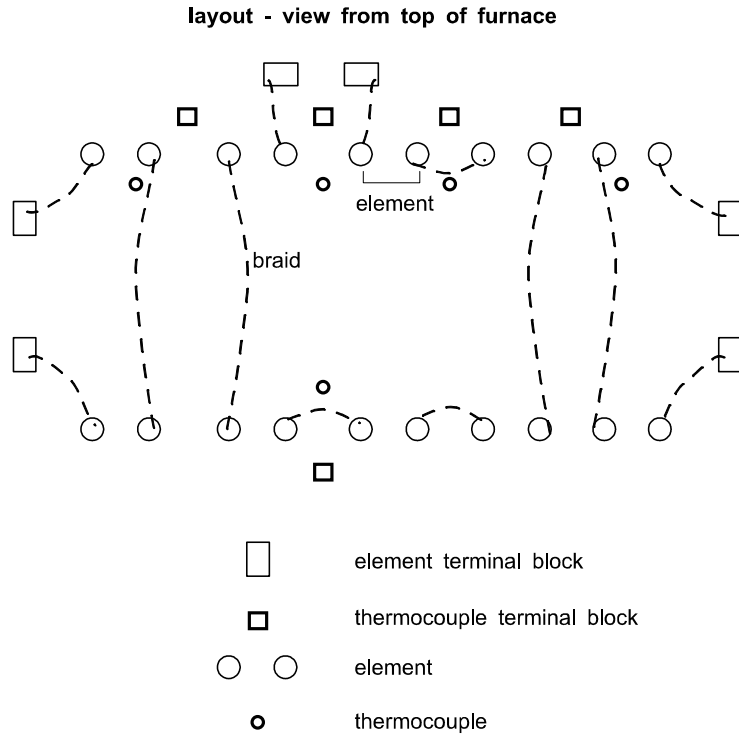 layout - view from top of furnace
element
braid
element terminal block
thermocouple terminal block
element
thermocouple